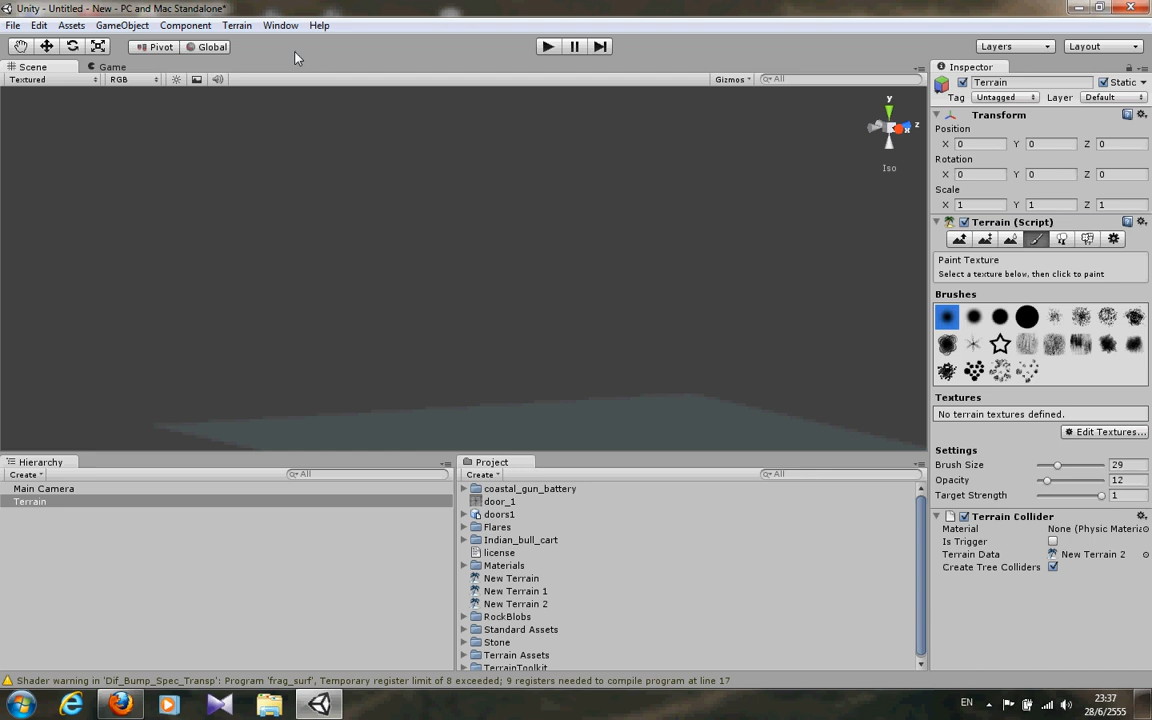 Unity - Untitled - New - PC and Mac Standalone*
File Edit Assets GameObject Component Terrain Window Help
Pivot Global Layers Layout
Scene Game
Textured RGB Gizmos All
y
z
x
Iso
Inspector
Terrain Static
Tag Untagged Layer Default
Transform
Position
X 0 Y 0 Z 0
Rotation
X 0 Y 0 Z 0
Scale
X 1 Y 1 Z 1
Terrain (Script)
Paint Texture
Select a texture below, then click to paint
Brushes
Textures
No terrain textures defined.
Edit Textures...
Settings
Brush Size 29
Opacity 12
Target Strength 1
Terrain Collider
Material None (Physic Materia
Is Trigger
Terrain Data New Terrain 2
Create Tree Colliders
Hierarchy
Create All
Main Camera
Terrain
Project
Create All
coastal_gun_battery
door_1
doors1
Flares
Indian_bull_cart
license
Materials
New Terrain
New Terrain 1
New Terrain 2
RockBlobs
Standard Assets
Stone
Terrain Assets
TerrainToolkit
Shader warning in 'Dif_Bump_Spec_Transp': Program 'frag_surf', Temporary register limit of 8 exceeded; 9 registers needed to compile program at line 17
EN
23:37
28/6/2555